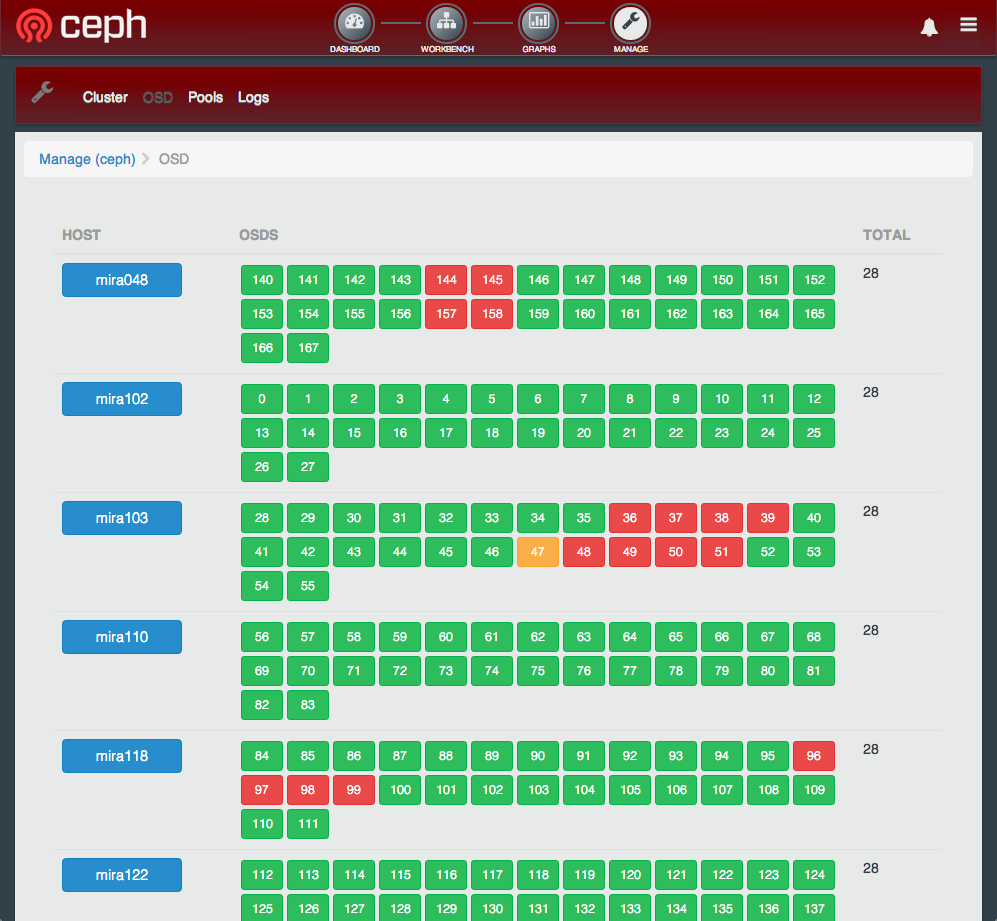 ceph
DASHBOARD WORKBENCH GRAPHS MANAGE
Cluster OSD Pools Logs
Manage (ceph) OSD
HOST OSDS TOTAL
mira048 140 141 142 143 144 145 146 147 148 149 150 151 152 28
153 154 155 156 157 158 159 160 161 162 163 164 165
166 167
mira102 0 1 2 3 4 5 6 7 8 9 10 11 12 28
13 14 15 16 17 18 19 20 21 22 23 24 25
26 27
mira103 28 29 30 31 32 33 34 35 36 37 38 39 40 28
41 42 43 44 45 46 47 48 49 50 51 52 53
54 55
mira110 56 57 58 59 60 61 62 63 64 65 66 67 68 28
69 70 71 72 73 74 75 76 77 78 79 80 81
82 83
mira118 84 85 86 87 88 89 90 91 92 93 94 95 96 28
97 98 99 100 101 102 103 104 105 106 107 108 109
110 111
mira122 112 113 114 115 116 117 118 119 120 121 122 123 124 28
125 126 127 128 129 130 131 132 133 134 135 136 137